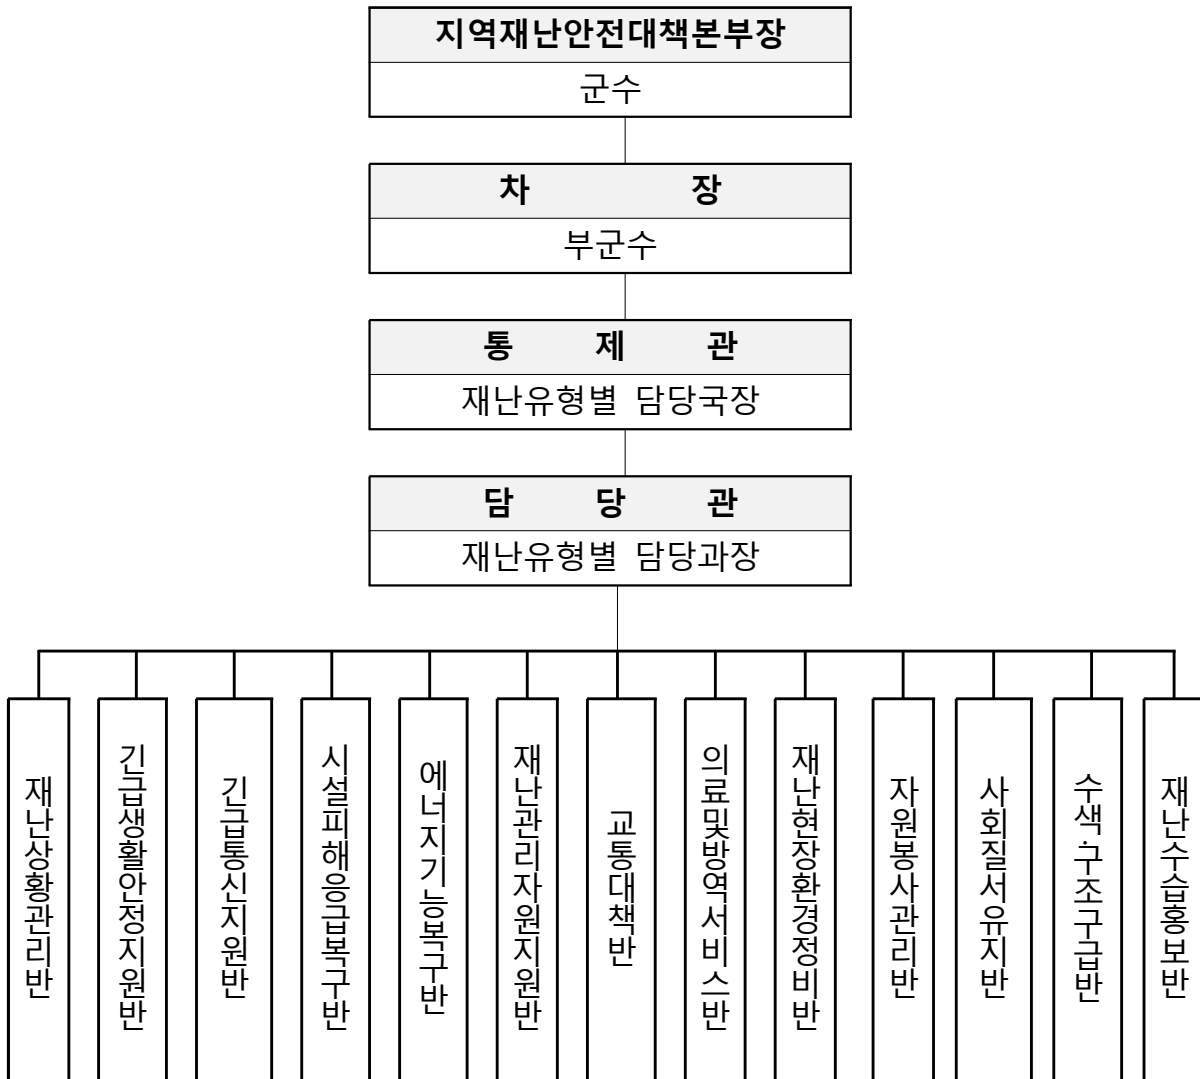 지역재난안전대책본부장
군수
차 장
부군수
통 제 관
재난유형별 담당국장
담 당 관
재난유형별 담당과장
재난상황관리반
긴급생활안정지원반
긴급통신지원반
시설피해응급복구반
에너지기능복구반
재난관리자원지원반
교통대책반
의료및방역서비스반
재난현장환경정비반
자원봉사관리반
사회질서유지반
수색·구조구급반
재난수습홍보반